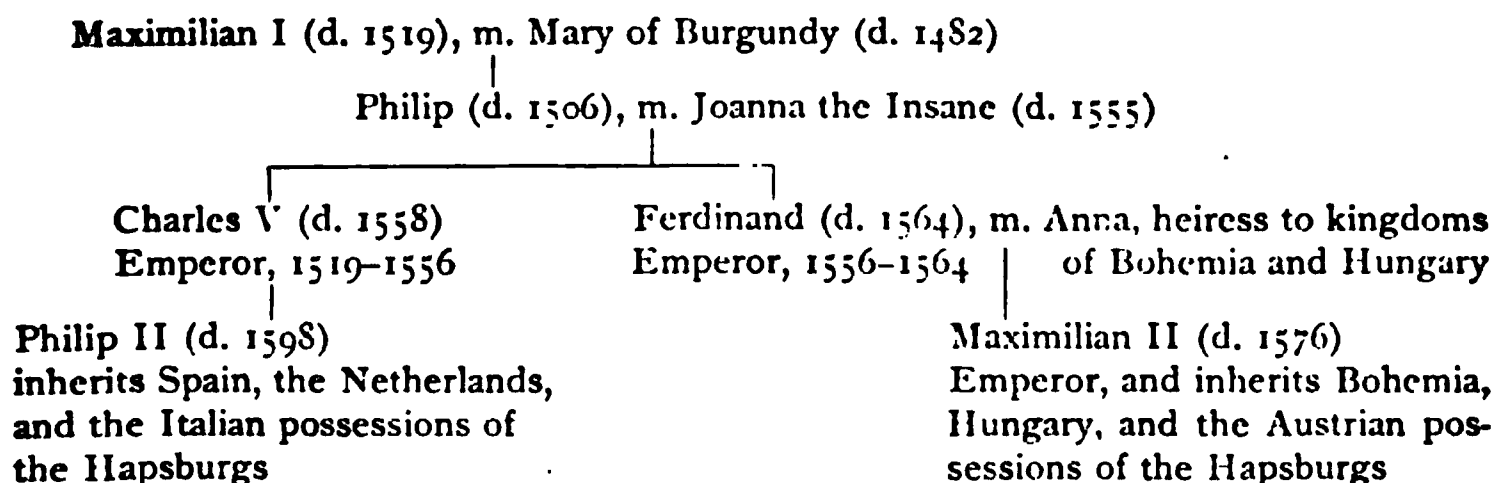 Maximilian I (d. 1519), m. Mary of Burgundy (d. 1482)
Philip (d. 1506), m. Joanna the Insane (d. 1555)
Charles V (d. 1558)
Emperor, 1519–1556
Ferdinand (d. 1564), m. Anna, heiress to kingdoms
Emperor, 1556–1564 of Bohemia and Hungary
Philip II (d. 1598)
inherits Spain, the Netherlands,
and the Italian possessions of
the Hapsburgs
Maximilian II (d. 1576)
Emperor, and inherits Bohemia,
Hungary, and the Austrian pos-
sessions of the Hapsburgs